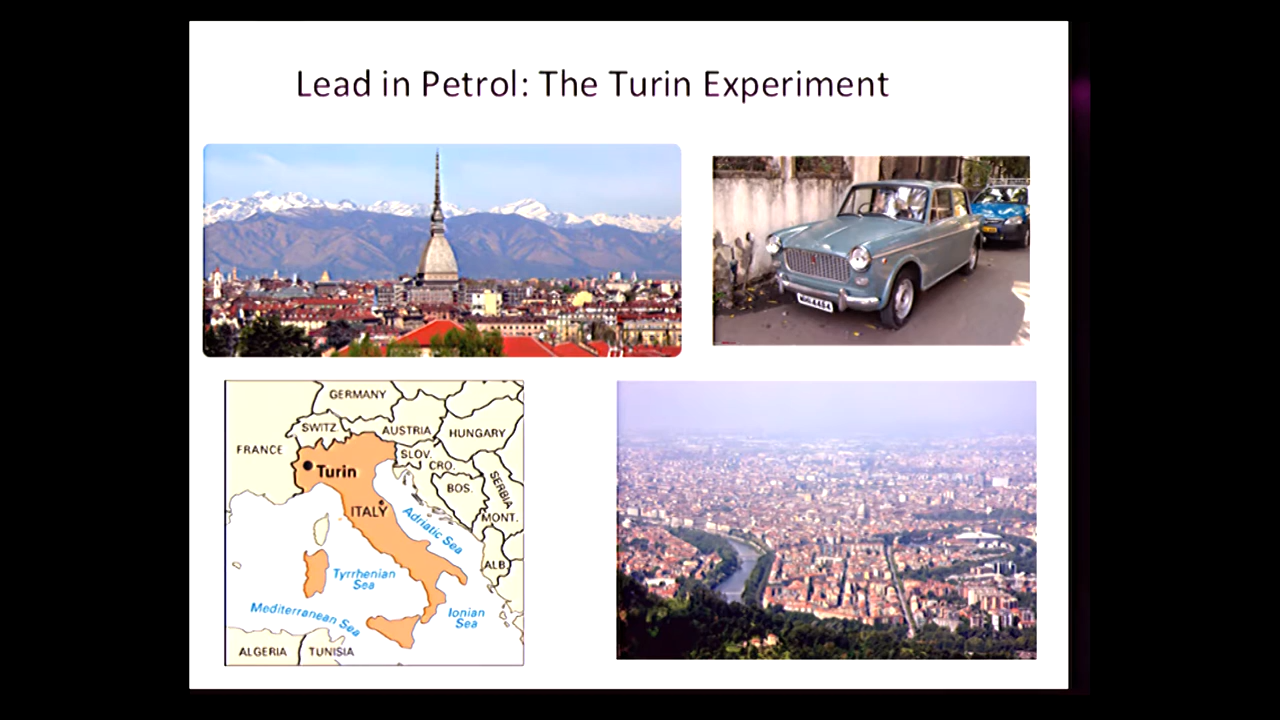 Lead in Petrol: The Turin Experiment
GERMANY
SWITZ
AUSTRIA
HUNGARY
FRANCE
SLOV.
CRO.
Turin
BOS.
SERBIA
ITALY
Adriatic Sea
MONT.
ALB
Tyrrhenian
Sea
Mediterranean Sea
Ionian
Sea
ALGERIA
TUNISIA